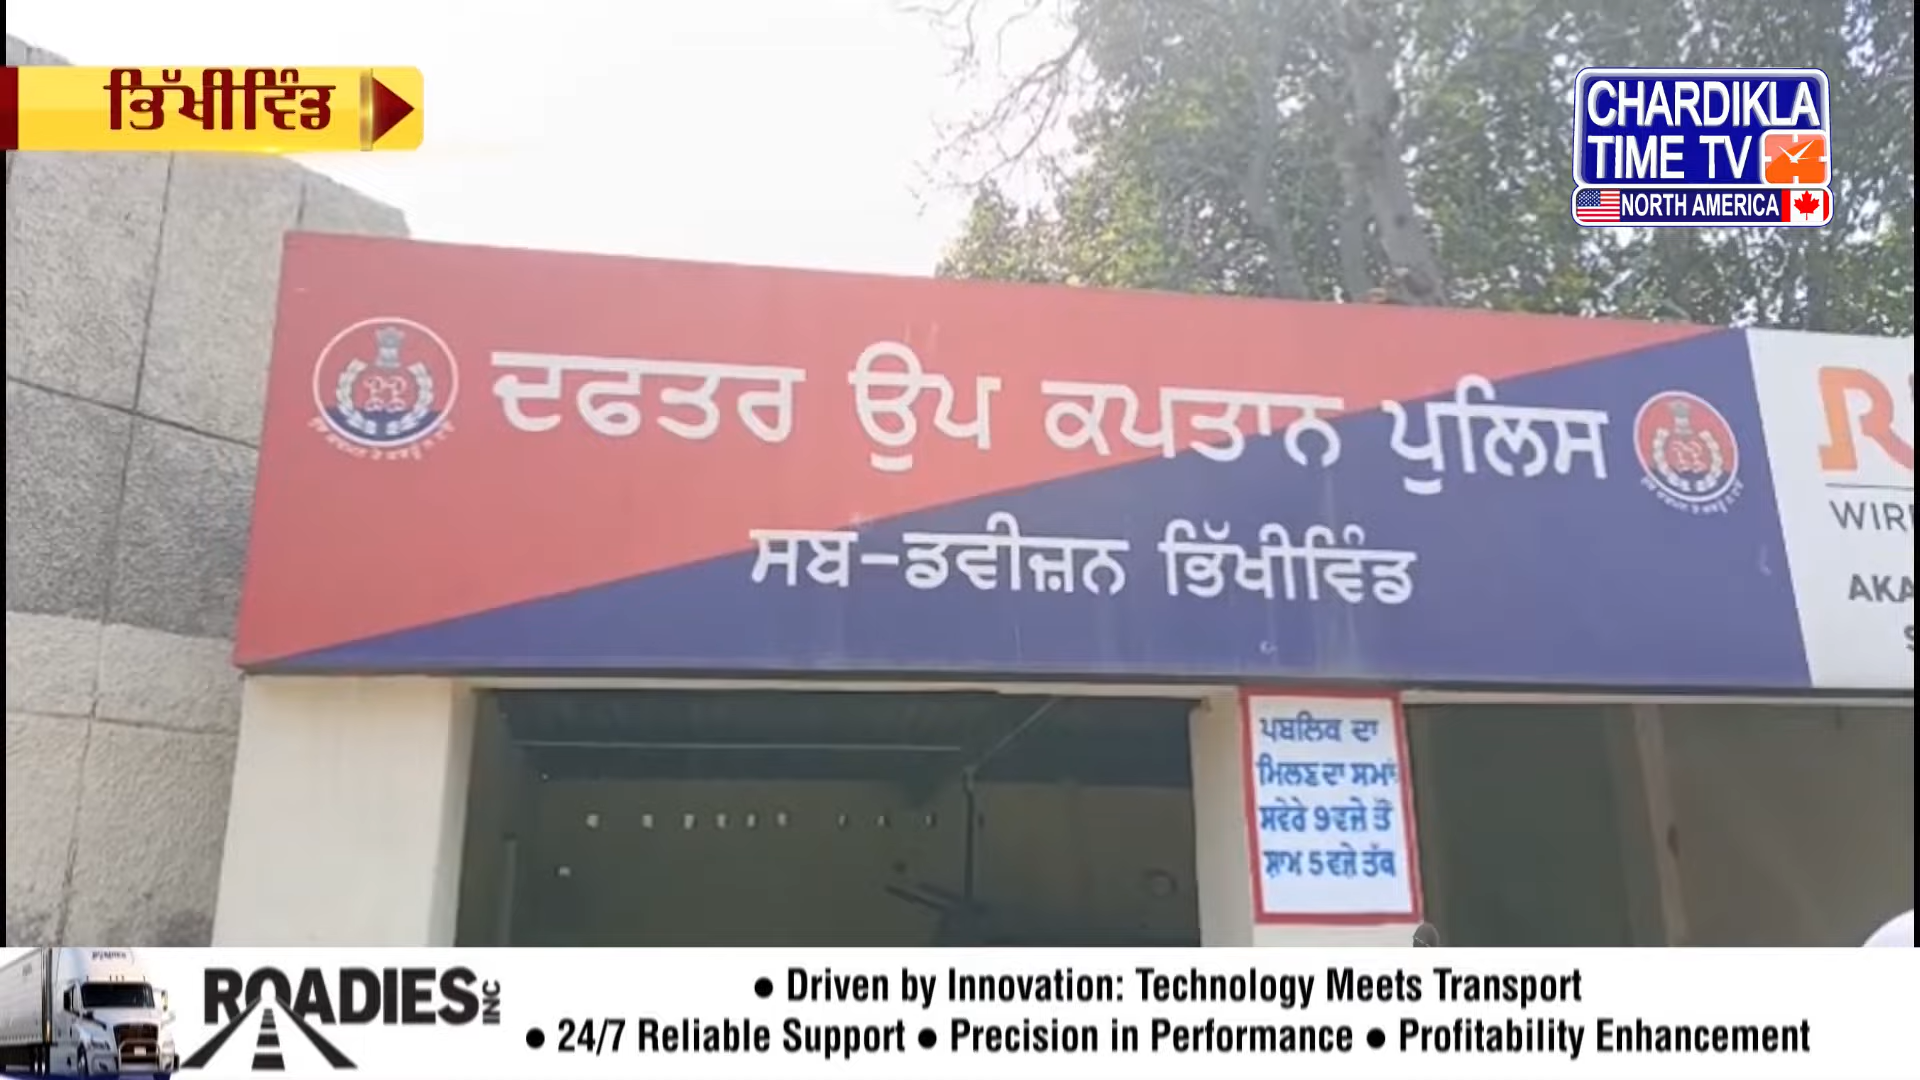 ਭਿੱਖੀਵਿੰਡ
CHARDIKLA
TIME TV
NORTH AMERICA
ਦਫਤਰ ਉਪ ਕਪਤਾਨ ਪੁਲਿਸ
ਸਬ-ਡਵੀਜ਼ਨ ਭਿੱਖੀਵਿੰਡ
WIR
AKA
ਪਬਲਿਕ ਦਾ
ਮਿਲਣ ਦਾ ਸਮਾਂ
ਸਵੇਰੇ 9 ਵਜੇ ਤੋਂ
ਸ਼ਾਮ 5 ਵਜੇ ਤੱਕ
ROADIES INC
● Driven by Innovation: Technology Meets Transport
● 24/7 Reliable Support ● Precision in Performance ● Profitability Enhancement